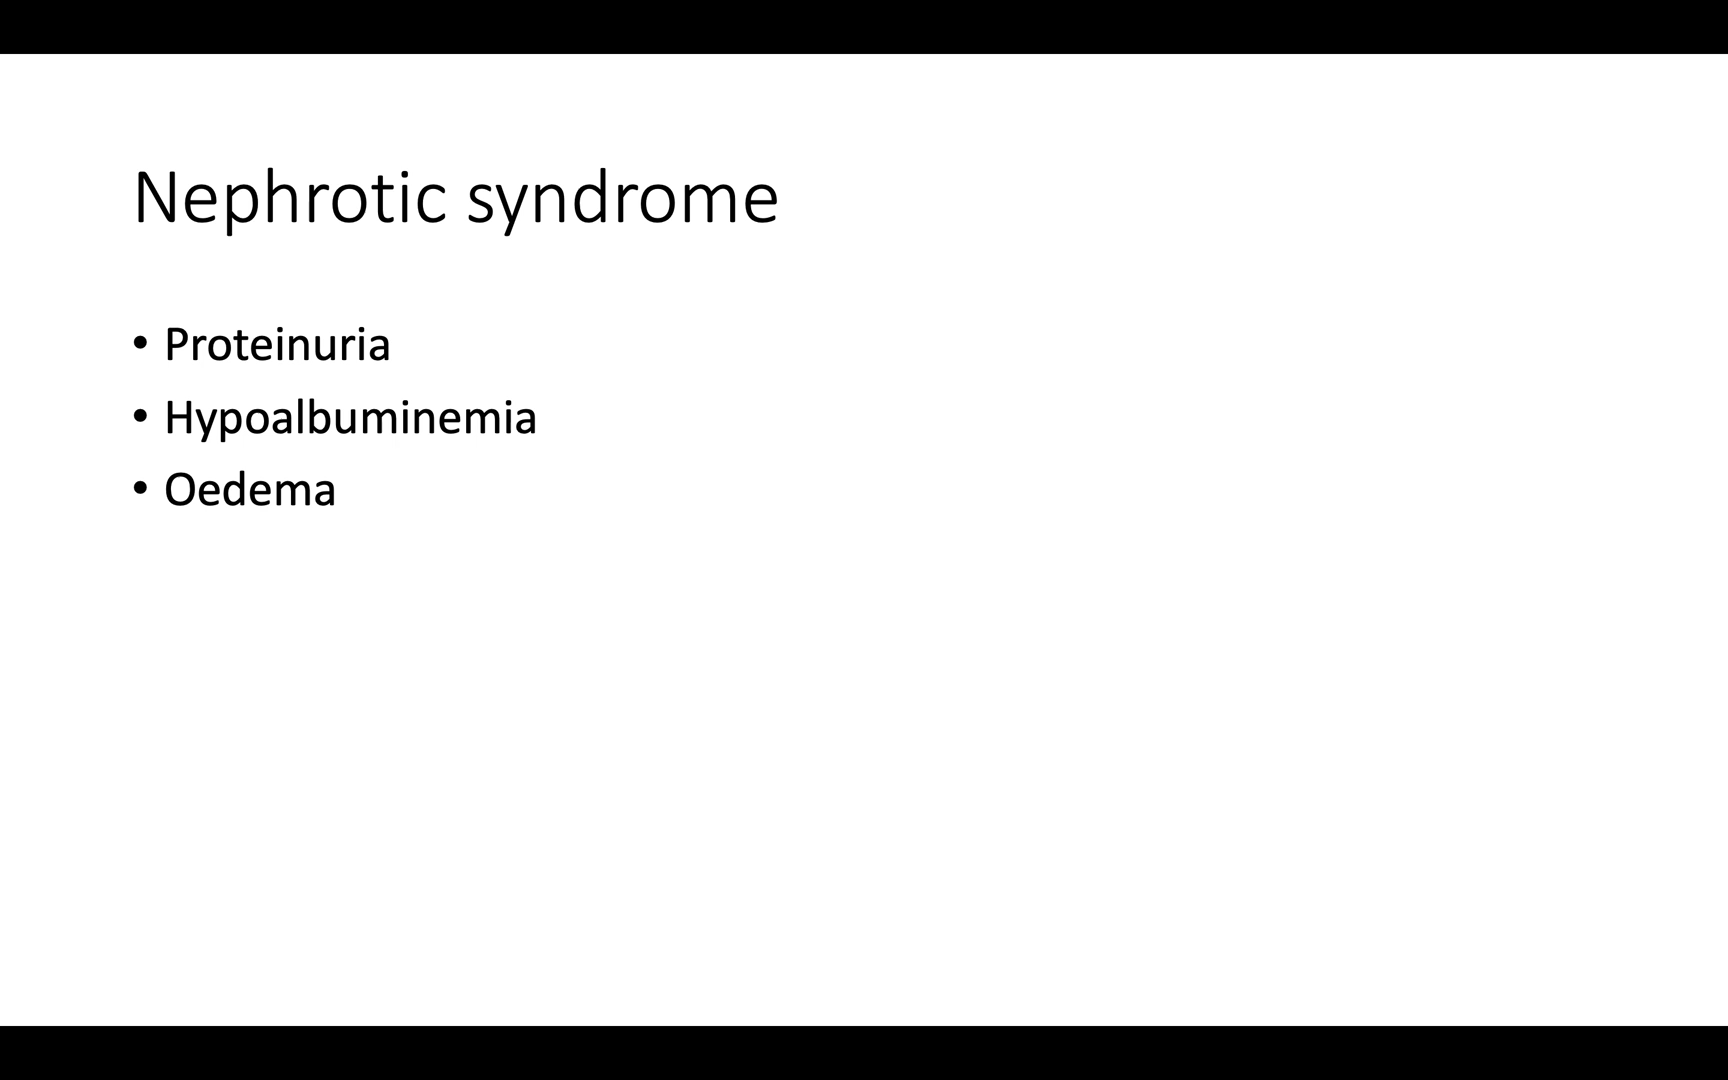 Nephrotic syndrome
• Proteinuria
• Hypoalbuminemia
• Oedema